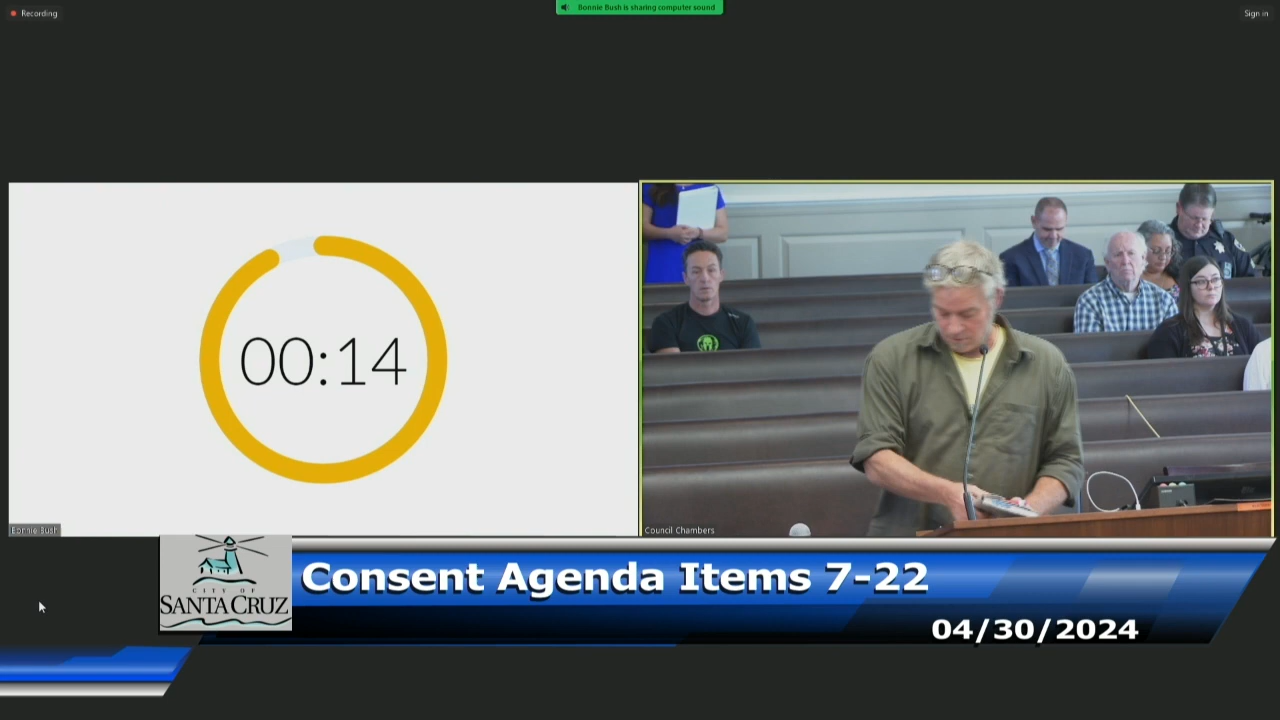 Recording
Bonnie Bush is sharing computer sound
Sign in
00:14
Bonnie Bush
Council Chambers
CITY OF
SANTA CRUZ
Consent Agenda Items 7-22
04/30/2024